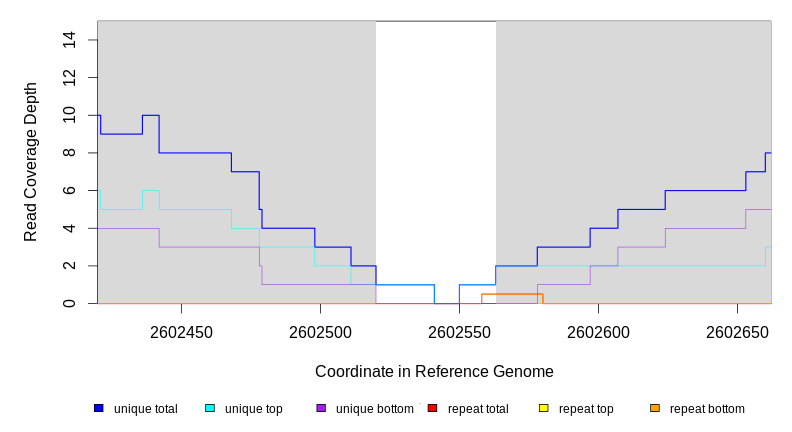 14
12
10
8
6
4
2
0
Read Coverage Depth
2602450 2602500 2602550 2602600 2602650
Coordinate in Reference Genome
unique total unique top unique bottom repeat total repeat top repeat bottom